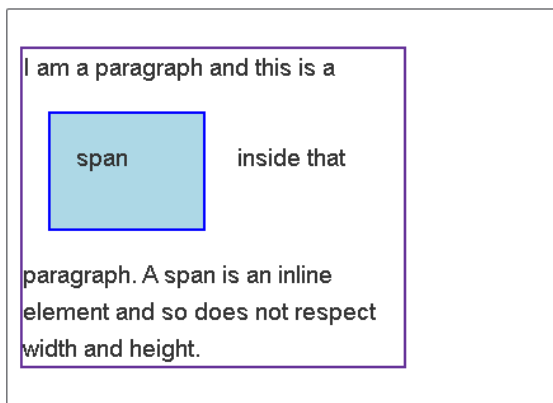 I am a paragraph and this is a
span inside that
paragraph. A span is an inline
element and so does not respect
width and height.